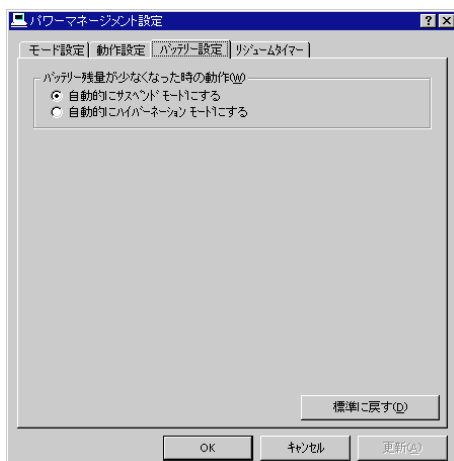 パワーマネージメント設定
モード設定 動作設定 バッテリー設定 リジュームタイマー
バッテリー残量が少なくなった時の動作(W)
自動的にサスペンドモードにする
自動的にハイバーネーションモードにする
標準に戻す(D)
OK キャンセル 更新(A)